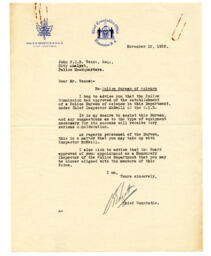 November 10, 1932.
John F.C.B. Vance, Esq.,
City Analyst,
Police Headquarters.
Dear Mr. Vance:-
Re-Police Bureau of Science
I beg to advise you that the Police
Commission has approved of the establishment
of a Police Bureau of Science in this Department,
under Chief Inspector McNeill of the C.I.D.
It is my desire to assist this Bureau,
and any suggestions as to the type of equipment
necessary for its success will receive very
serious consideration.
As regards personnel of the Bureau,
this is a matter that you may take up with
Inspector McNeill.
I also wish to advise that the Board
approved of your appointment as a Honorary
Inspector of the Police Department that you may
be closer aligned with the members of this
Force.
I am,
Yours sincerely,
Chief Constable.